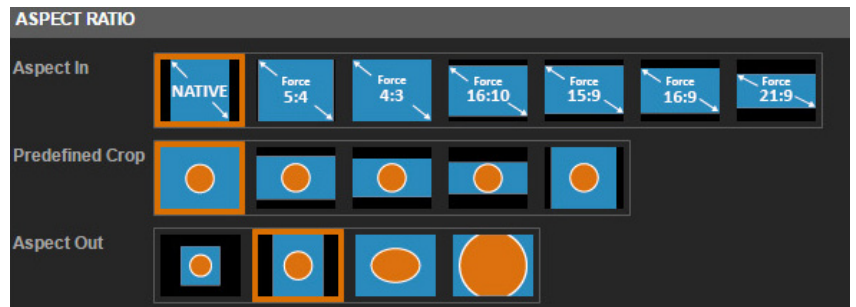 ASPECT RATIO
Aspect In
NATIVE
Force
5:4
Force
4:3
Force
16:10
Force
15:9
Force
16:9
Force
21:9
Predefined Crop
Aspect Out